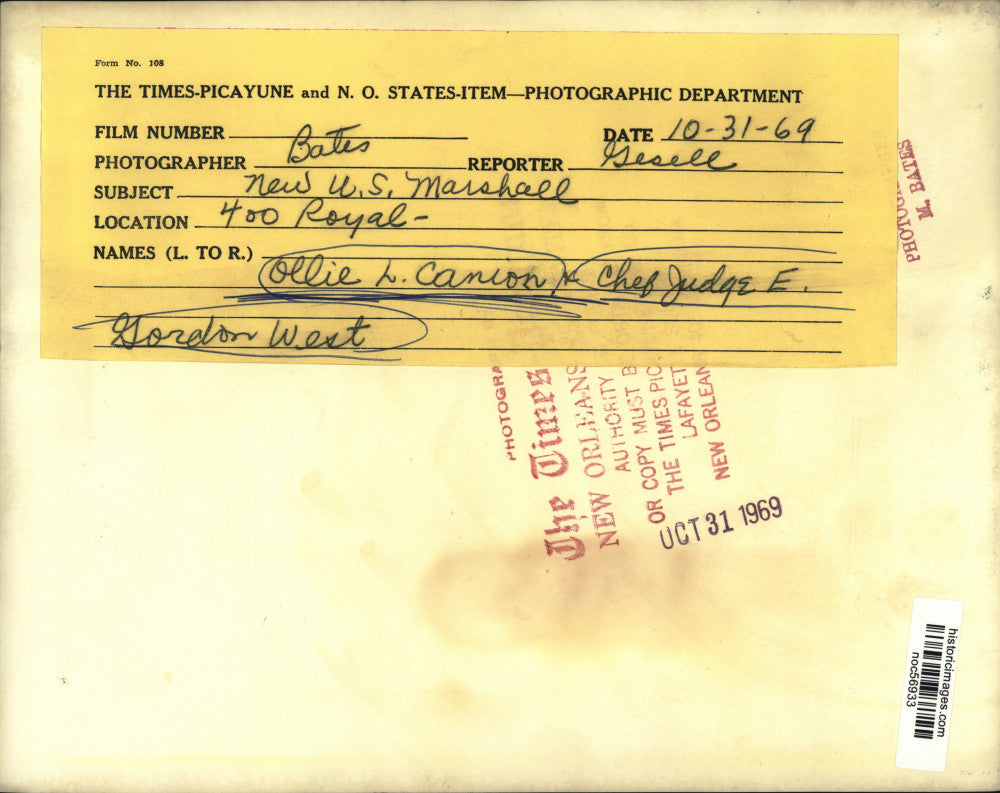 Form No. 108
THE TIMES-PICAYUNE and N. O. STATES-ITEM—PHOTOGRAPHIC DEPARTMENT
FILM NUMBER
DATE 10-31-69
PHOTOGRAPHER Bates REPORTER Gesell
SUBJECT New U.S. Marshall
LOCATION 400 Royal-
NAMES (L. TO R.)
Ollie L. Canion + Chef Judge E.
Gordon West
M. BATES
PHOTOGRA
The Times
NEW ORLEANS
AUTHORITY
OR COPY MUST B
THE TIMES PIC
LAFAYET
NEW ORLEAN
OCT 31 1969
historicimages.com
noc56933